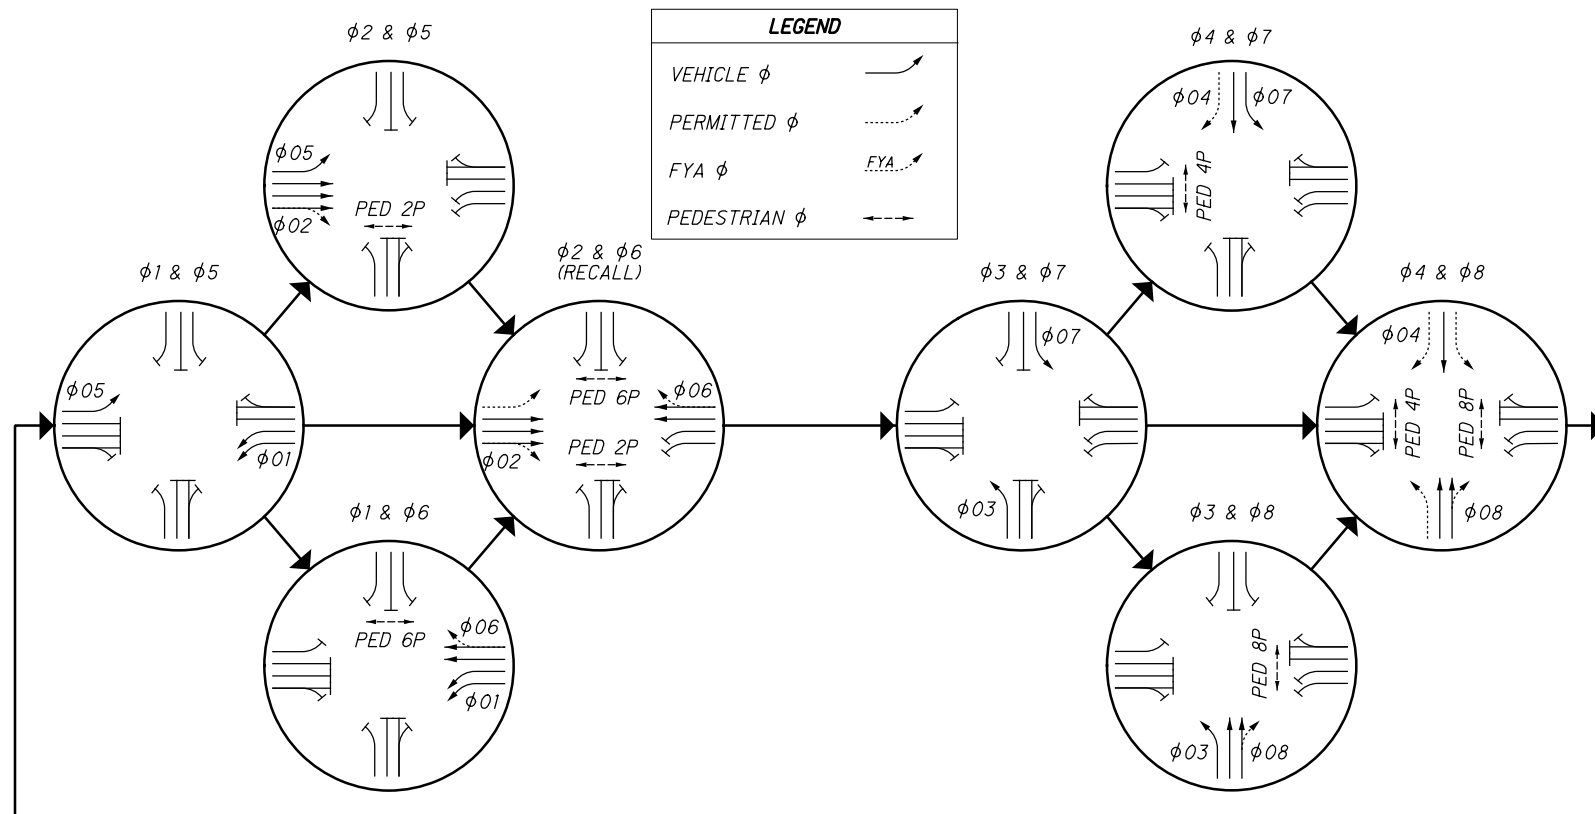 LEGEND
VEHICLE ϕ
PERMITTED ϕ
FYA ϕ
FYA
PEDESTRIAN ϕ
ϕ2 & ϕ5
ϕ05
PED 2P
ϕ02
ϕ1 & ϕ5
ϕ05
ϕ01
ϕ2 & ϕ6
(RECALL)
PED 6P
ϕ06
PED 2P
ϕ02
ϕ1 & ϕ6
PED 6P
ϕ06
ϕ01
ϕ4 & ϕ7
ϕ04
ϕ07
PED 4P
ϕ3 & ϕ7
ϕ07
ϕ03
ϕ4 & ϕ8
ϕ04
PED 4P
PED 8P
ϕ08
ϕ3 & ϕ8
PED 8P
ϕ03
ϕ08